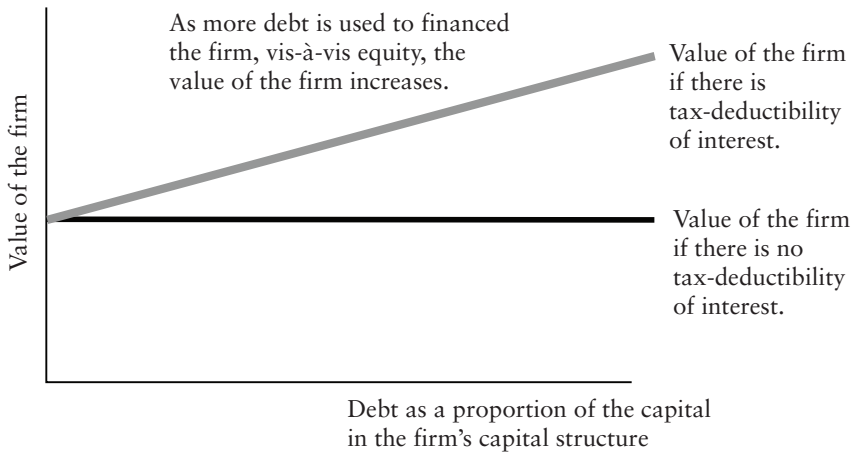 As more debt is used to financed
the firm, vis-à-vis equity, the
value of the firm increases.
Value of the firm
if there is
tax-deductibility
of interest.
Value of the firm
Value of the firm
if there is no
tax-deductibility
of interest.
Debt as a proportion of the capital
in the firm’s capital structure